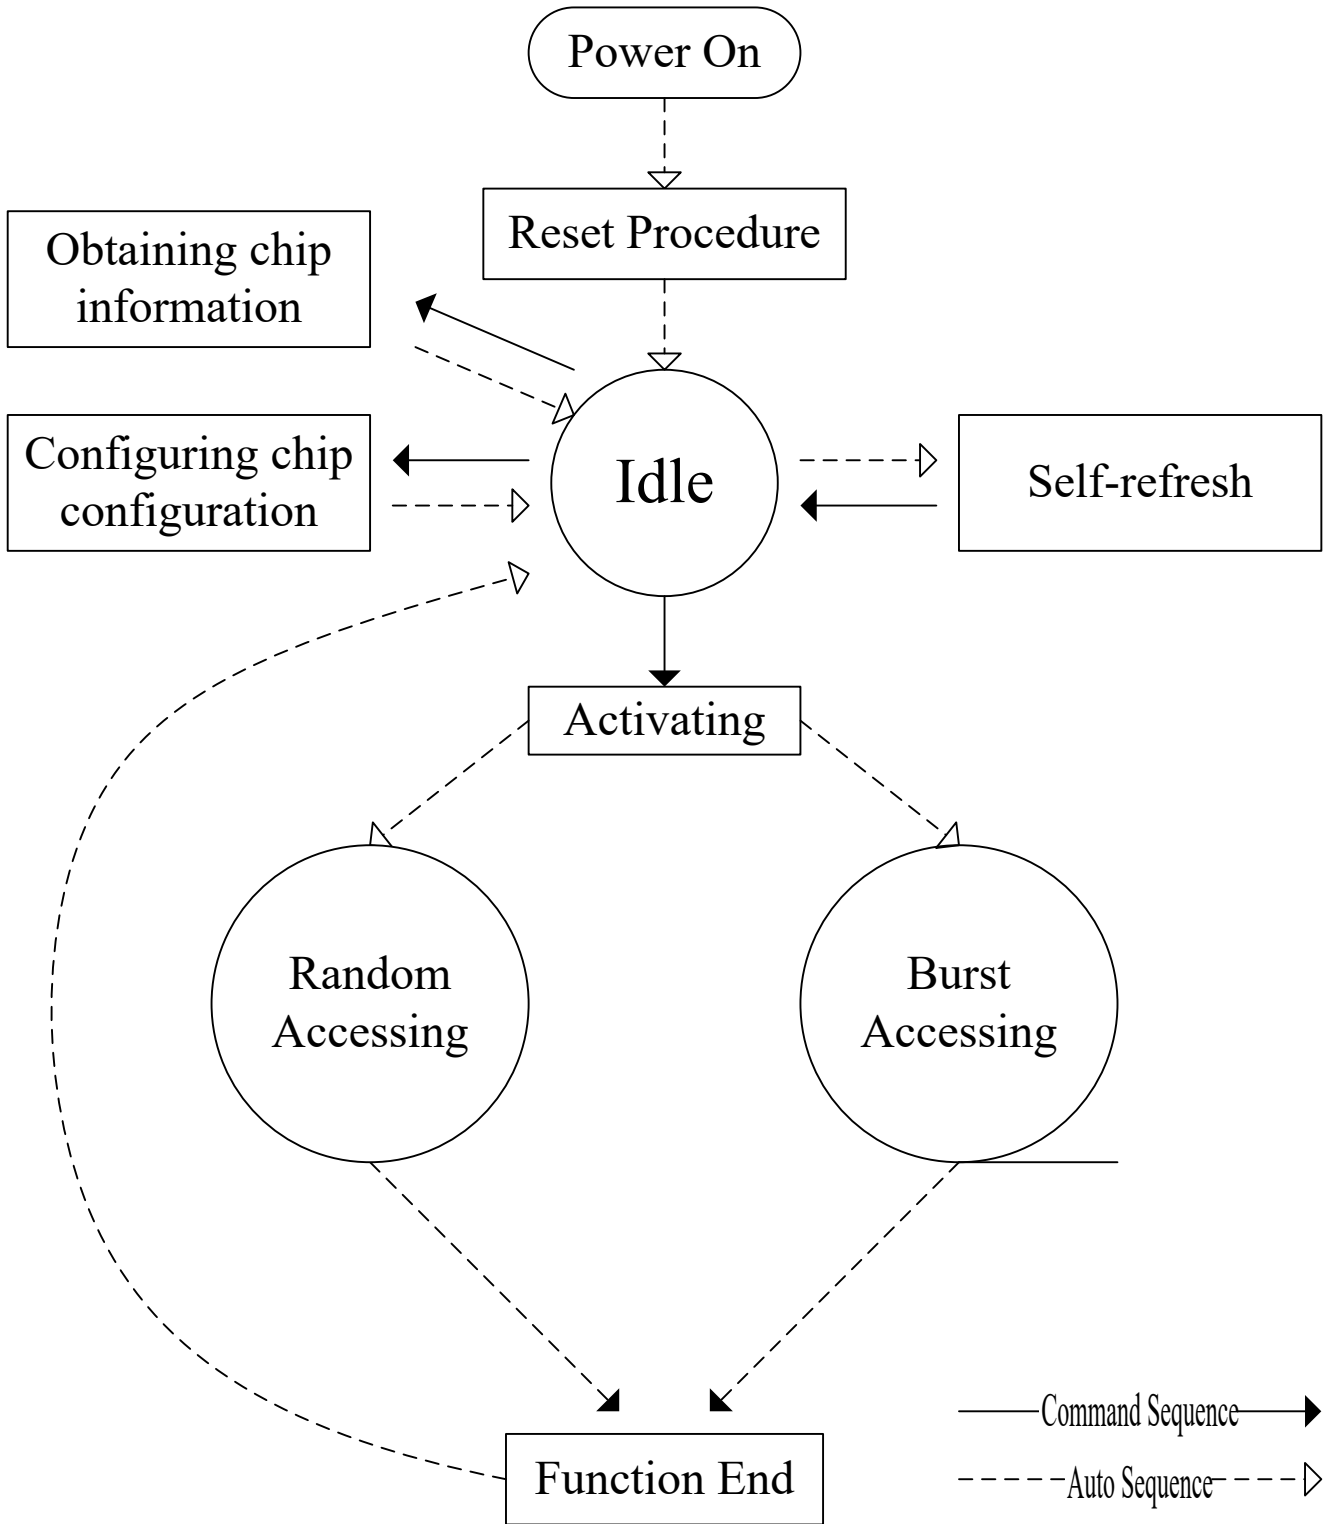 Power On
Reset Procedure
Obtaining chip
information
Configuring chip
configuration
Idle
Self-refresh
Activating
Random
Accessing
Burst
Accessing
Command Sequence
Auto Sequence
Function End